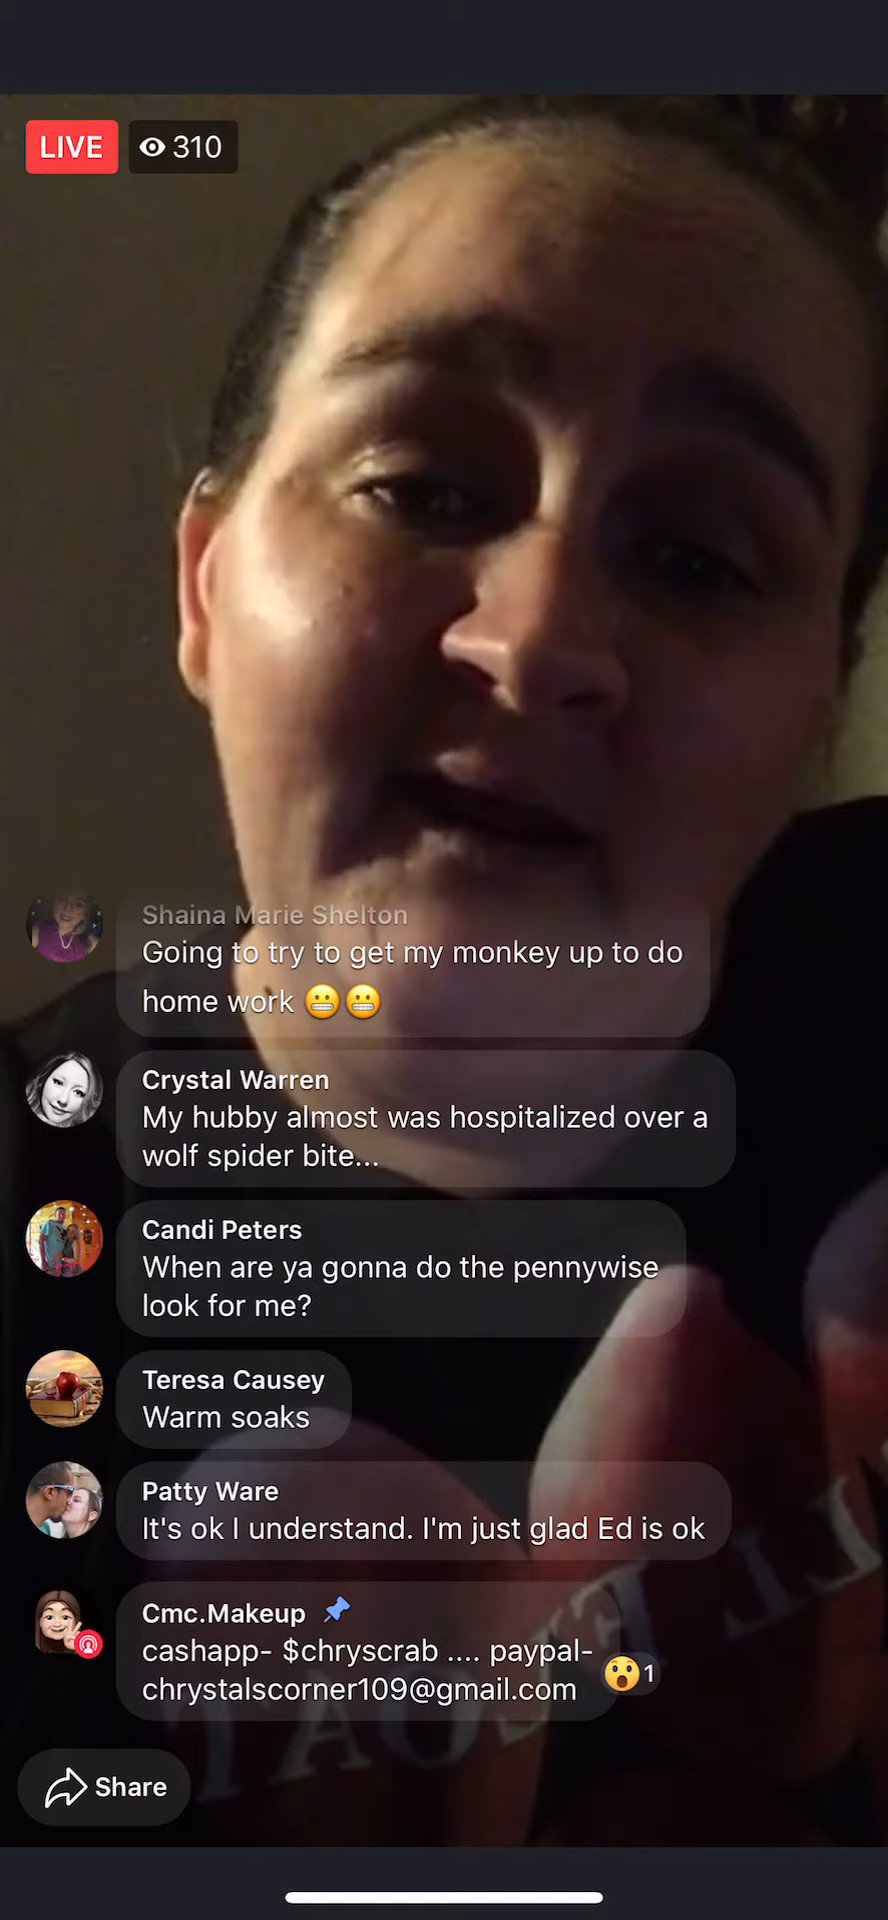 LIVE 310
Shaina Marie Shelton
Going to try to get my monkey up to do
home work 😬😬
Crystal Warren
My hubby almost was hospitalized over a
wolf spider bite...
Candi Peters
When are ya gonna do the pennywise
look for me?
Teresa Causey
Warm soaks
Patty Ware
It's ok I understand. I'm just glad Ed is ok
Cmc.Makeup 📌
cashapp- $chryscrab .... paypal-
chrystalscorner109@gmail.com
😮 1
FLOAT
Share